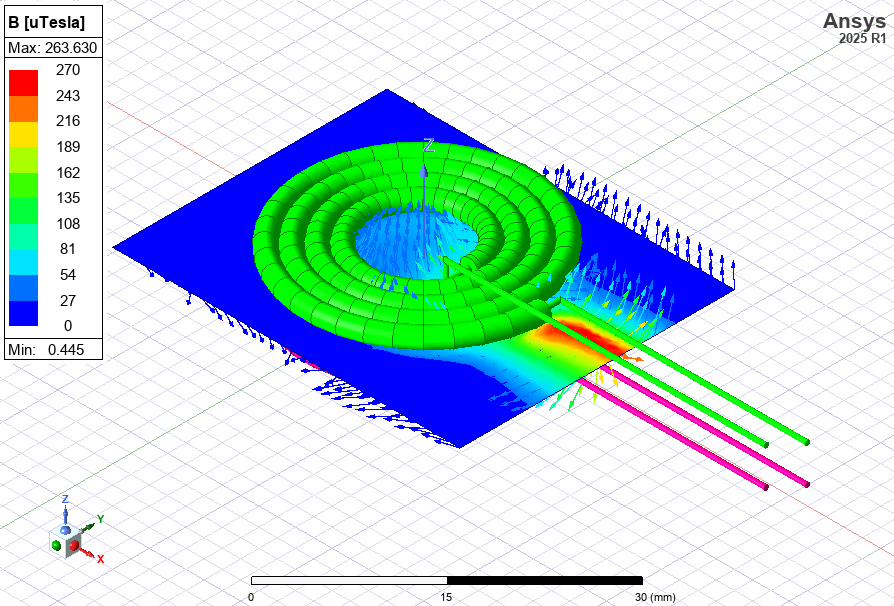 B [uTesla]
Max: 263.630
270
243
216
189
162
135
108
81
54
27
0
Min: 0.445
Ansys
2025 R1
Z
Z
Y
X
0 15 30 (mm)